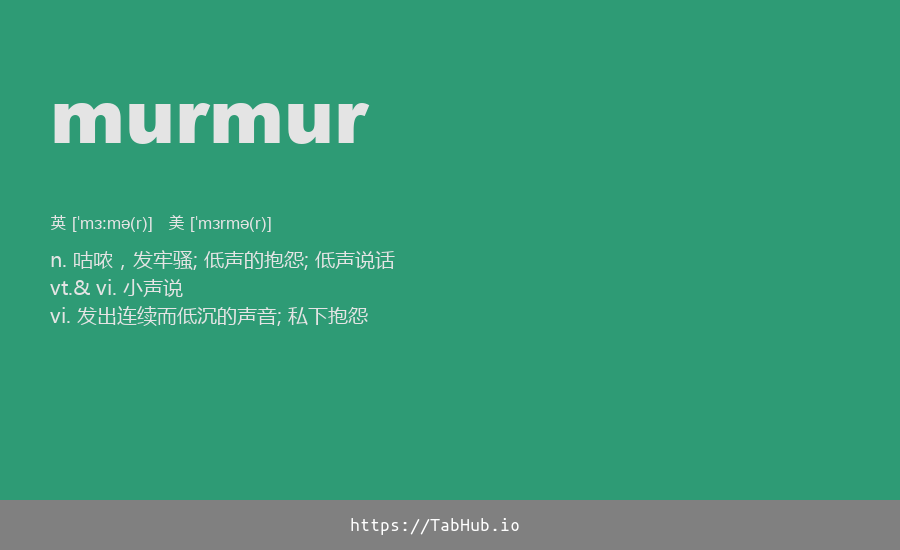 murmur
英 [ˈmɜːmə(r)] 美 [ˈmɜrmə(r)]
n. 咕哝，发牢骚; 低声的抱怨; 低声说话
vt.& vi. 小声说
vi. 发出连续而低沉的声音; 私下抱怨
https://TabHub.io